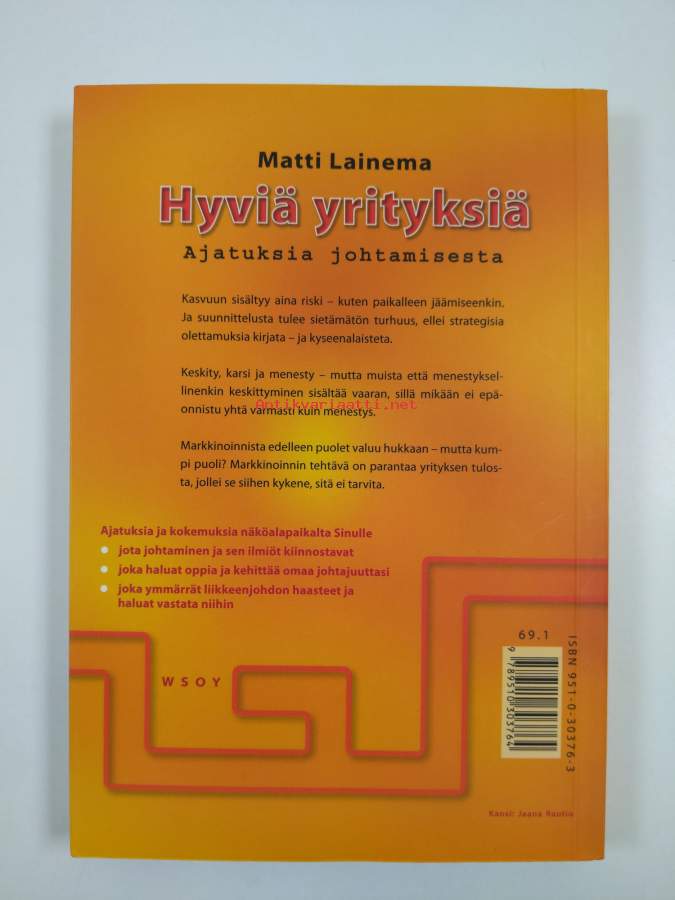 Matti Lainema
Hyviä yrityksiä
Ajatuksia johtamisesta
Kasvuun sisältyy aina riski – kuten paikalleen jäämiseenkin.
Ja suunnittelusta tulee sietämätön turhuus, ellei strategisia
olettamuksia kirjata – ja kyseenalaisteta.
Keskity, karsi ja menesty – mutta muista että menestyksel-
linenkin keskittyminen sisältää vaaran, sillä mikään ei epä-
Antikvariaatti.net
onnistu yhtä varmasti kuin menestys.
Markkinoinnista edelleen puolet valuu hukkaan – mutta kum-
pi puoli? Markkinoinnin tehtävä on parantaa yrityksen tulos-
ta, jollei se siihen kykene, sitä ei tarvita.
Ajatuksia ja kokemuksia näköalapaikalta Sinulle
● jota johtaminen ja sen ilmiöt kiinnostavat
● joka haluat oppia ja kehittää omaa johtajuuttasi
● joka ymmärrät liikkeenjohdon haasteet ja
haluat vastata niihin
WSOY
69.1
ISBN 951-0-30376-3
9 789510 303764
Kansi: Jaana Rautio